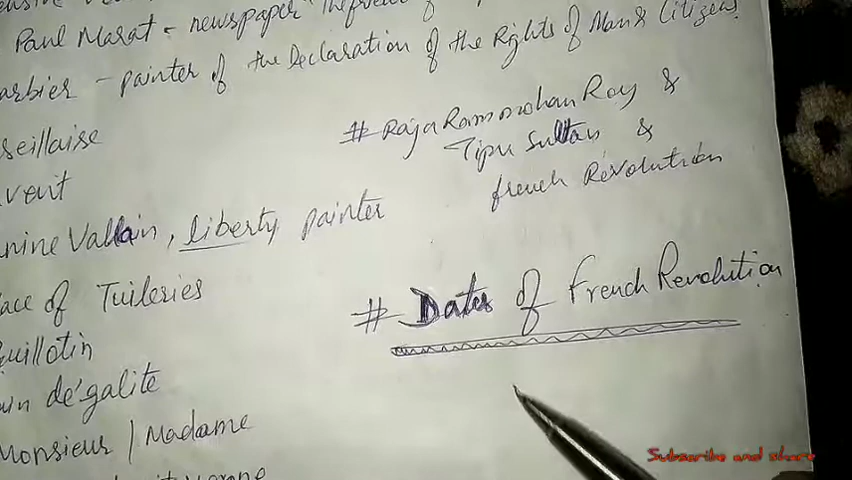 Paul Marat - newspaper
arbier - painter of the Declaration of the Rights of Man & Citizens
seillaise
# Raja Rammohan Roy &
Tipu Sultan &
french Revolution
vent
nine Vallain, liberty painter
ace of Tuileries
# Dates of French Revolution
uillotin
de'galite
Monsieur / Madame
Subscribe and share